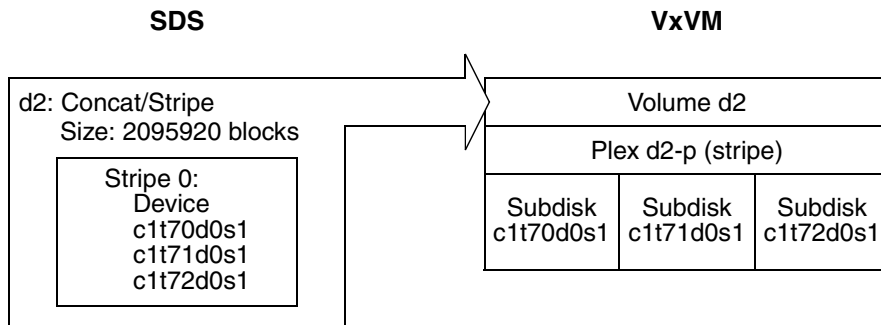 SDS
VxVM
d2: Concat/Stripe
Size: 2095920 blocks
Stripe 0:
Device
c1t70d0s1
c1t71d0s1
c1t72d0s1
Volume d2
Plex d2-p (stripe)
Subdisk
c1t70d0s1
Subdisk
c1t71d0s1
Subdisk
c1t72d0s1